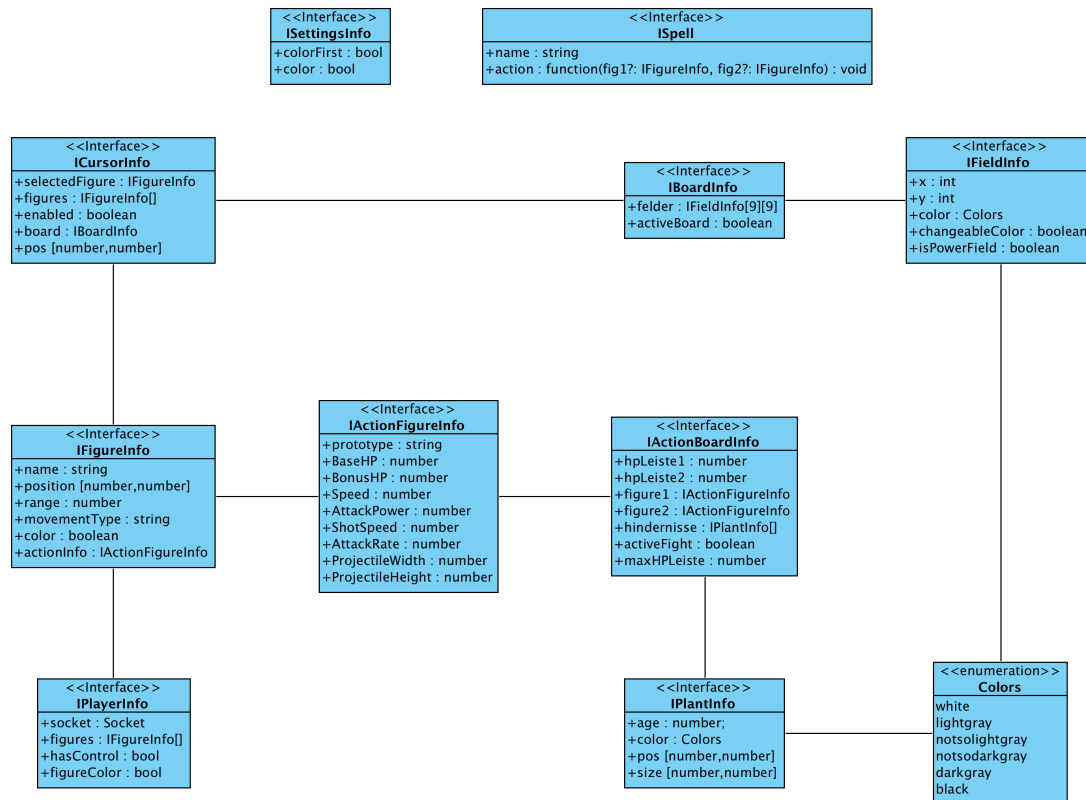 <<Interface>>
ISettingsInfo
+colorFirst : bool
+color : bool
<<Interface>>
ISpell
+name : string
+action : function(fig1?: IFigureInfo, fig2?: IFigureInfo) : void
<<Interface>>
ICursorInfo
+selectedFigure : IFigureInfo
+figures : IFigureInfo[]
+enabled : boolean
+board : IBoardInfo
+pos [number,number]
<<Interface>>
IBoardInfo
+felder : IFieldInfo[9][9]
+activeBoard : boolean
<<Interface>>
IFieldInfo
+x : int
+y : int
+color : Colors
+changeableColor : boolean
+isPowerField : boolean
<<Interface>>
IFigureInfo
+name : string
+position [number,number]
+range : number
+movementType : string
+color : boolean
+actionInfo : IActionFigureInfo
<<Interface>>
IActionFigureInfo
+prototype : string
+BaseHP : number
+BonusHP : number
+Speed : number
+AttackPower : number
+ShotSpeed : number
+AttackRate : number
+ProjectileWidth : number
+ProjectileHeight : number
<<Interface>>
IActionBoardInfo
+hpLeiste1 : number
+hpLeiste2 : number
+figure1 : IActionFigureInfo
+figure2 : IActionFigureInfo
+hindernisse : IPlantInfo[]
+activeFight : boolean
+maxHPLeiste : number
<<Interface>>
IPlayerInfo
+socket : Socket
+figures : IFigureInfo[]
+hasControl : bool
+figureColor : bool
<<Interface>>
IPlantInfo
+age : number;
+color : Colors
+pos [number,number]
+size [number,number]
<<enumeration>>
Colors
white
lightgray
notsolightgray
notsodarkgray
darkgray
black